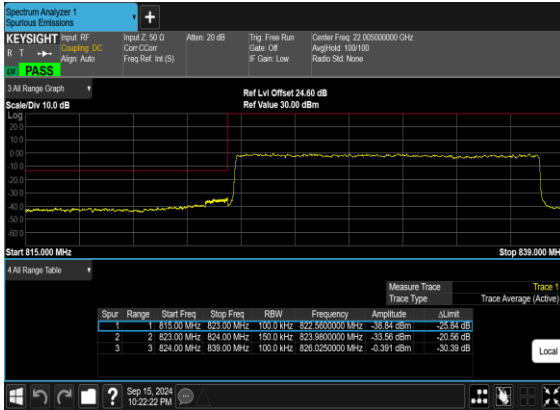 Spectrum Analyzer 1
Spurious Emissions
+
KEYSIGHT Input: RF Input Z: 50 Ω Atten: 20 dB Trig: Free Run Center Freq: 22.005000000 GHz
R T Coupling: DC Corr CCorr Gate: Off Avg|Hold: 100/100
Align: Auto Freq Ref: Int (S) IF Gain: Low Radio Std: None
PASS
3 All Range Graph
Ref Lvl Offset 24.60 dB
Scale/Div 10.0 dB Ref Value 30.00 dBm
Log
20.0
10.0
0.00
-10.0
-20.0
-30.0
-40.0
-50.0
-60.0
Start 815.000 MHz Stop 839.000 MH
4 All Range Table
Measure Trace Trace 1
Trace Type Trace Average (Active)
Spur Range Start Freq Stop Freq RBW Frequency Amplitude ΔLimit
1 1 815.00 MHz 823.00 MHz 100.0 kHz 822.5600000 MHz -38.84 dBm -25.84 dB
2 2 823.00 MHz 824.00 MHz 150.0 kHz 823.9800000 MHz -33.56 dBm -20.56 dB
3 3 824.00 MHz 839.00 MHz 100.0 kHz 826.0250000 MHz -0.391 dBm -30.39 dB
Local
? Sep 15, 2024
10:22:22 PM